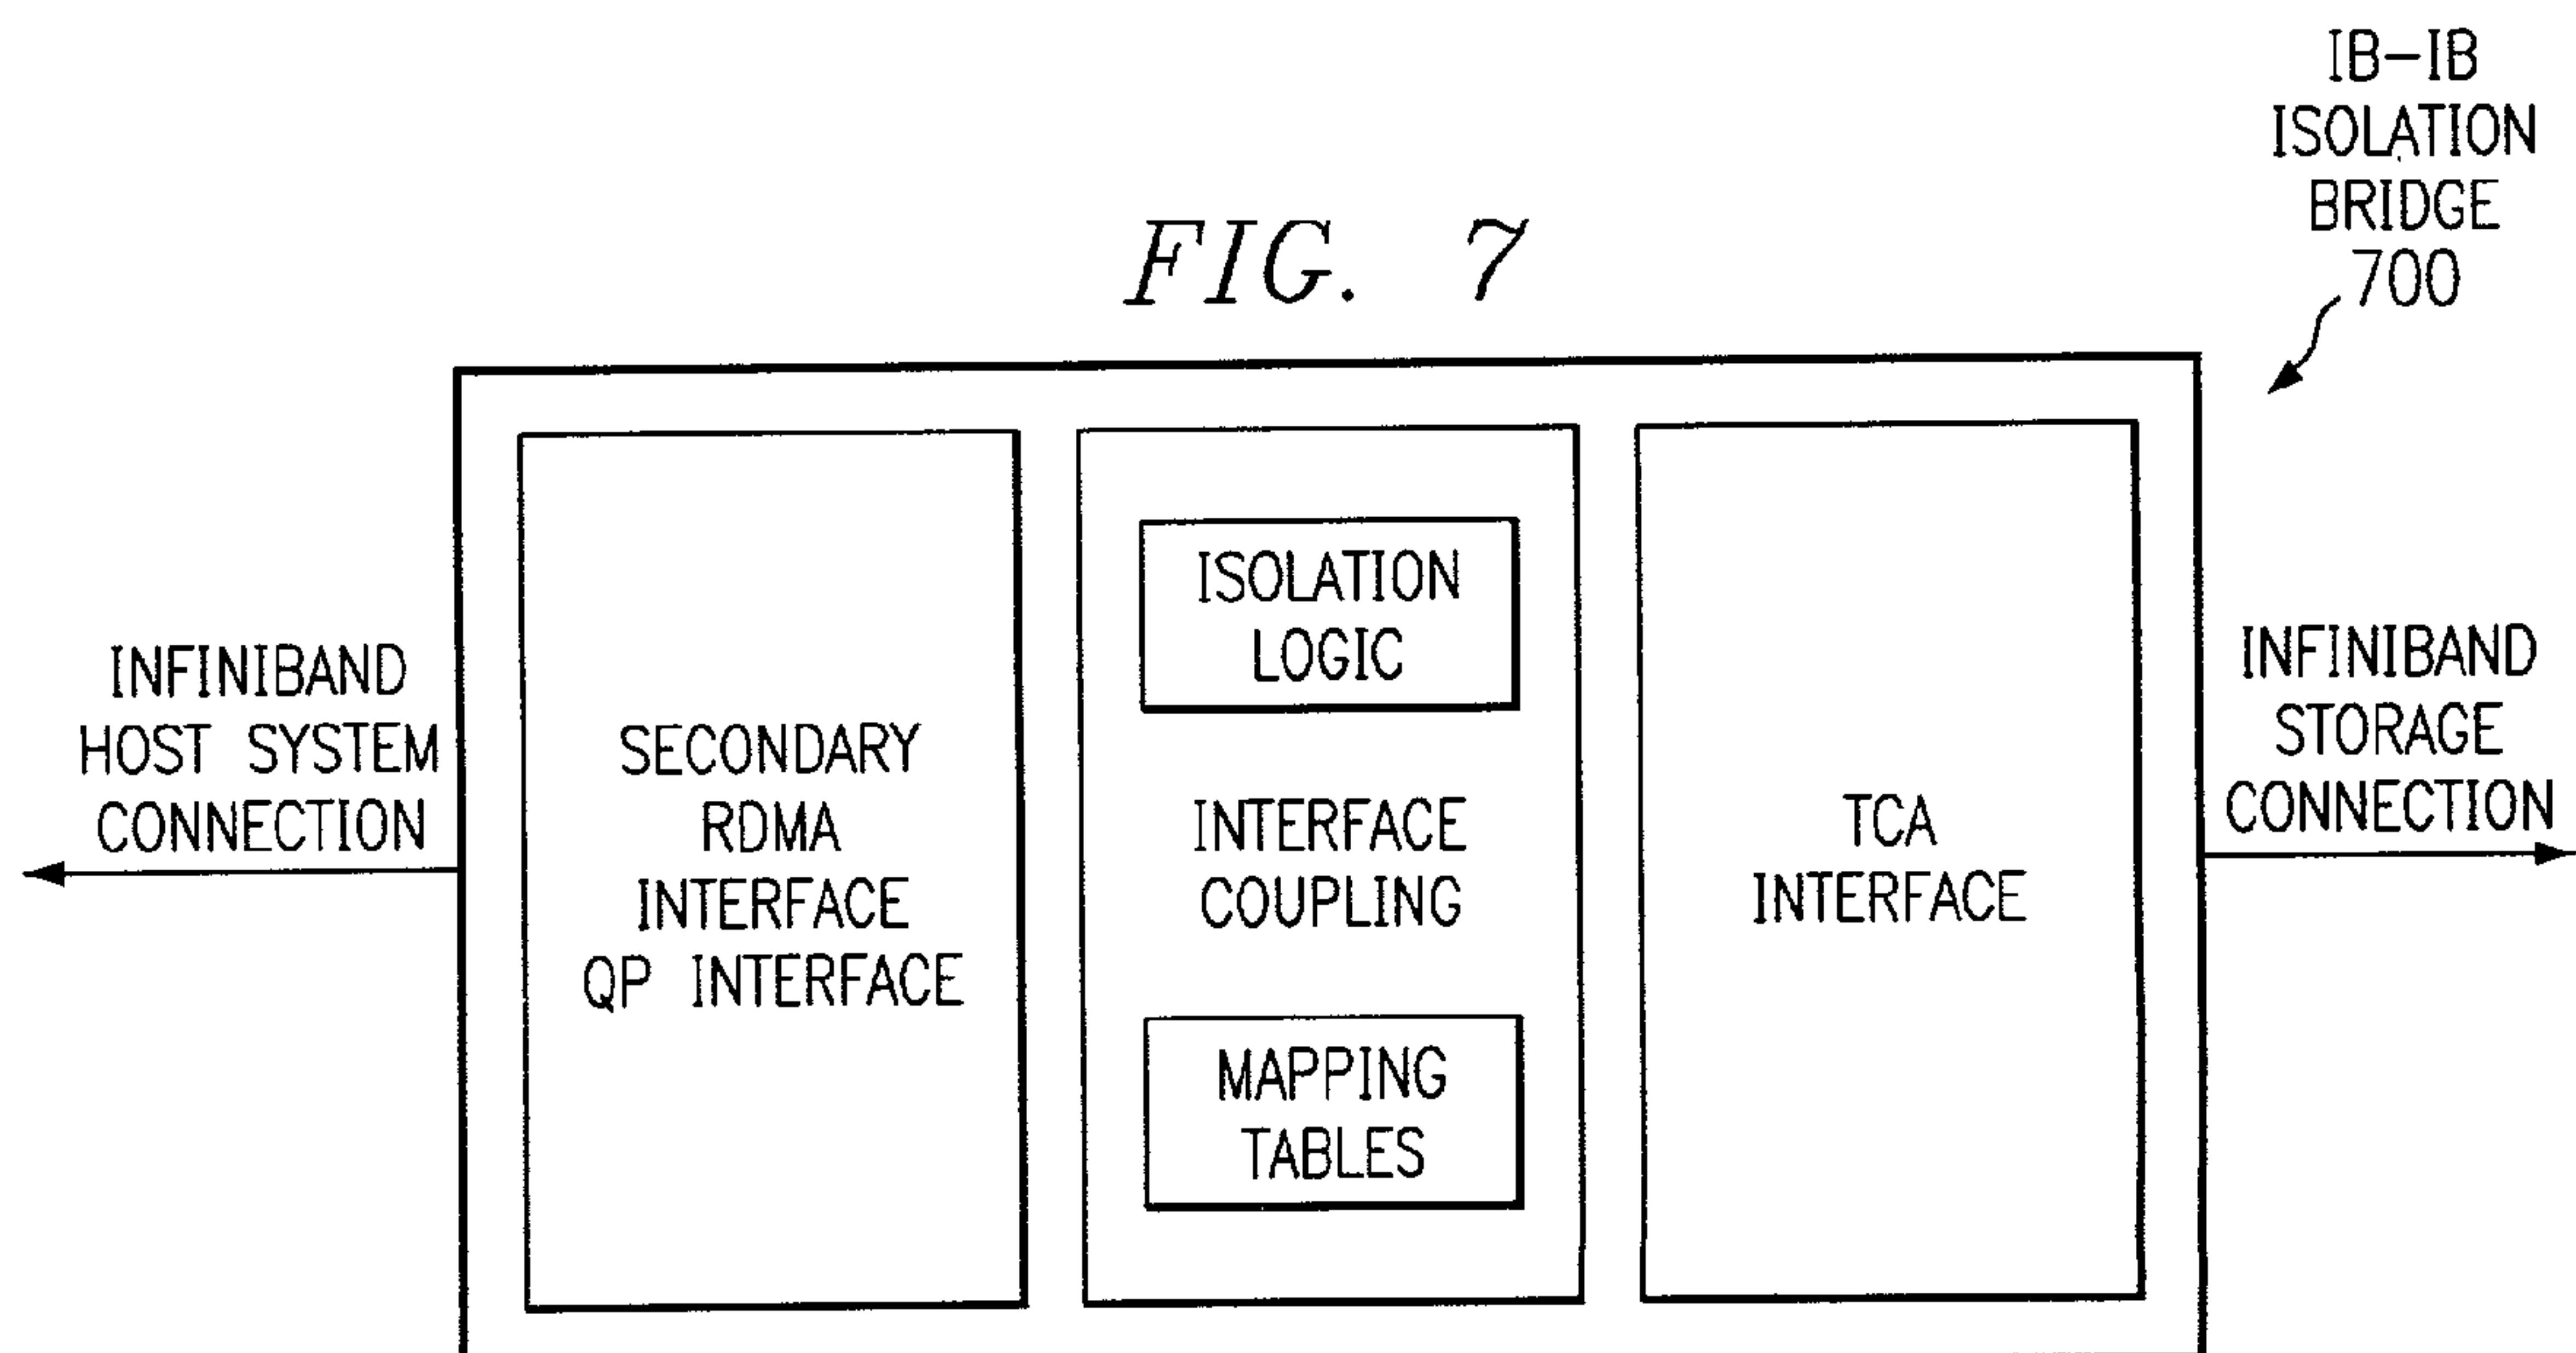 IB-IB
ISOLATION
BRIDGE
700
FIG. 7
INFINIBAND
HOST SYSTEM
CONNECTION
SECONDARY
RDMA
INTERFACE
QP INTERFACE
ISOLATION
LOGIC
INTERFACE
COUPLING
MAPPING
TABLES
TCA
INTERFACE
INFINIBAND
STORAGE
CONNECTION